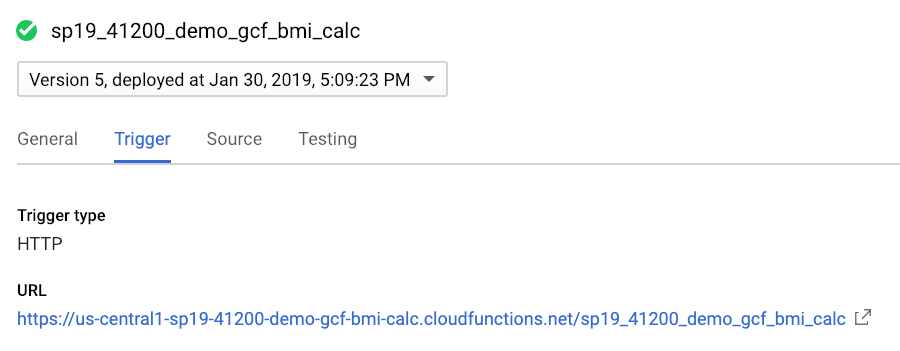 sp19_41200_demo_gcf_bmi_calc
Version 5, deployed at Jan 30, 2019, 5:09:23 PM
General Trigger Source Testing
Trigger type
HTTP
URL
https://us-central1-sp19-41200-demo-gcf-bmi-calc.cloudfunctions.net/sp19_41200_demo_gcf_bmi_calc